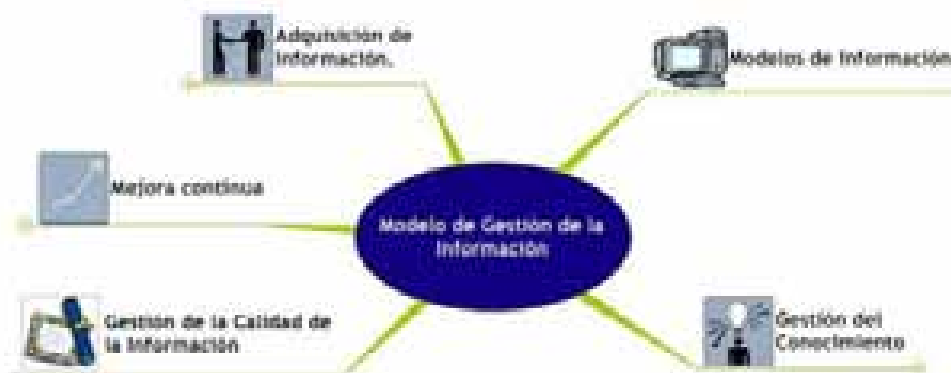 Adquisición de
Información.
Modelos de Información
Mejora continua
Modelo de Gestión de la
Información
Gestión de la Calidad de
la Información
Gestión del
Conocimiento